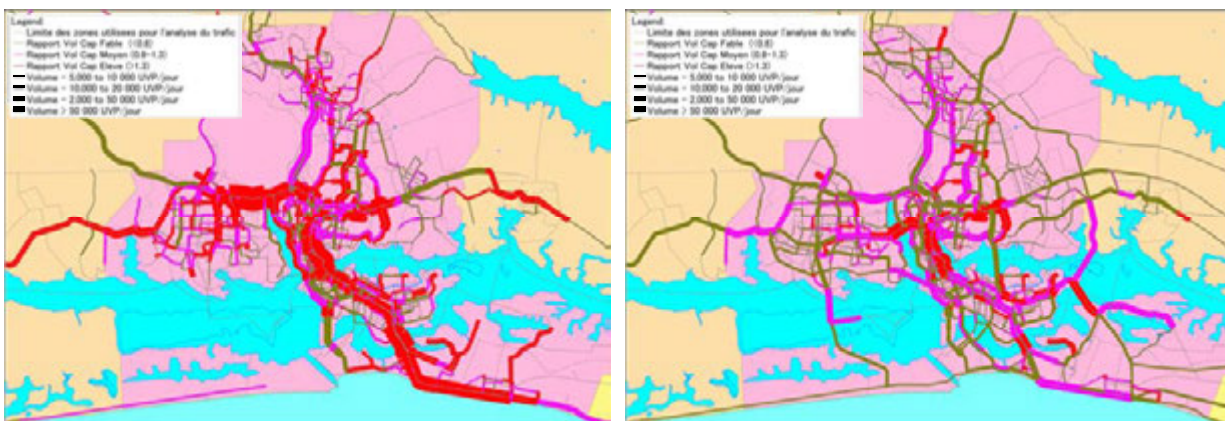 Legend:
Limite des zones utilisees pour l'analyse du trafic
Rapport Vol Cap Fable (<0.8)
Rapport Vol Cap Moyen (0.8-1.3)
Rapport Vol Cap Eleve (>1.3)
Volume - 5,000 to 10 000 UVP/jour
Volume - 10,000 to 20 000 UVP/jour
Volume - 2,000 to 50 000 UVP/jour
Volume > 50 000 UVP/jour
Legend:
Limite des zones utilisees pour l'analyse du trafic
Rapport Vol Cap Fable (<0.8)
Rapport Vol Cap Moyen (0.8-1.3)
Rapport Vol Cap Eleve (>1.3)
Volume - 5,000 to 10 000 UVP/jour
Volume - 10,000 to 20 000 UVP/jour
Volume - 2,000 to 50 000 UVP/jour
Volume > 50 000 UVP/jour